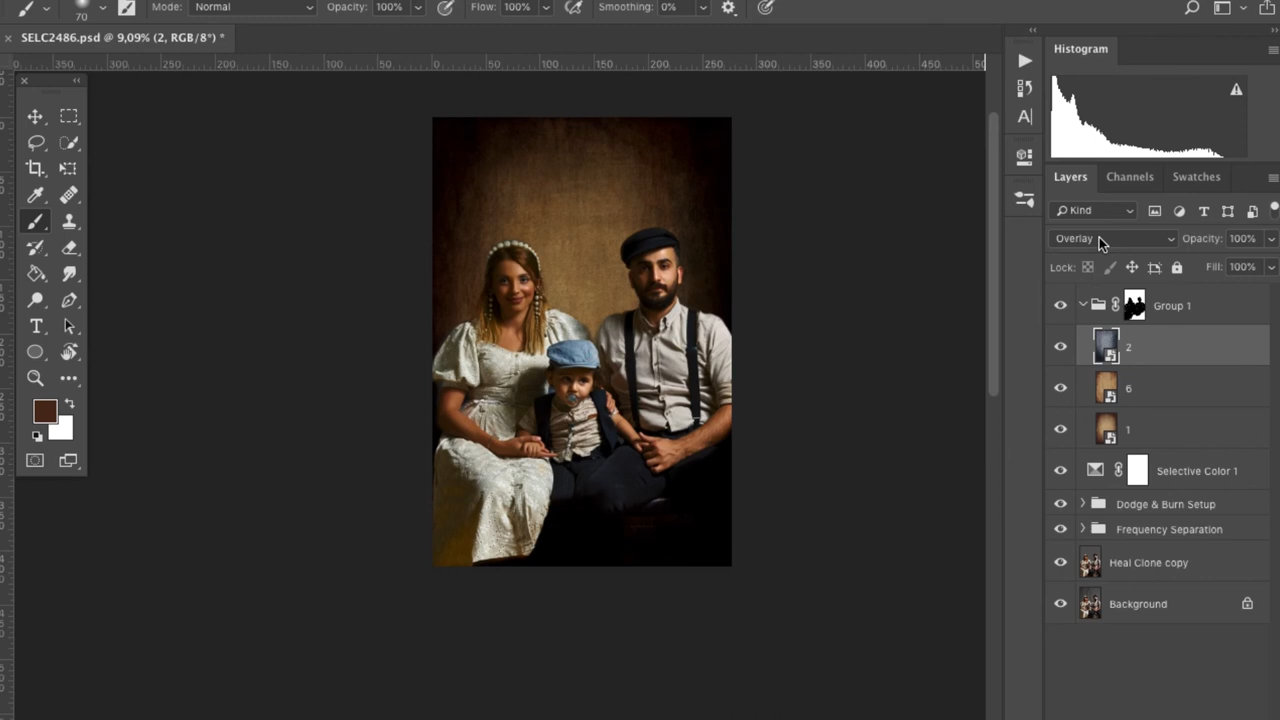 Mode: Normal Opacity: 100% Flow: 100% Smoothing: 0%
70
SELC2486.psd @ 9,09% (2, RGB/8*) *
350 300 250 200 150 100 50 0 50 100 150 200 250 300 350 400 450
Histogram
Layers Channels Swatches
Kind
Overlay Opacity: 100%
Lock: Fill: 100%
Group 1
2
6
1
Selective Color 1
Dodge & Burn Setup
Frequency Separation
Heal Clone copy
Background